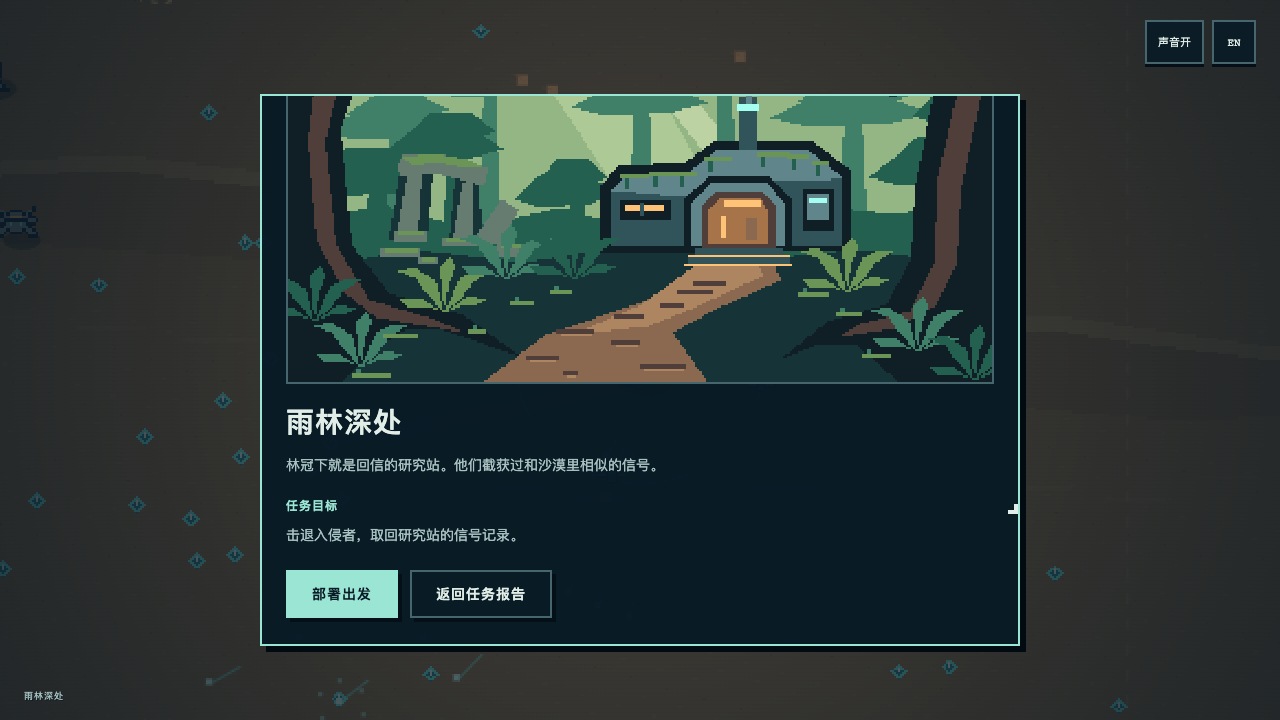 声音开
EN
雨林深处
林冠下就是回信的研究站。他们截获过和沙漠里相似的信号。
任务目标
击退入侵者，取回研究站的信号记录。
部署出发
返回任务报告
雨林深处